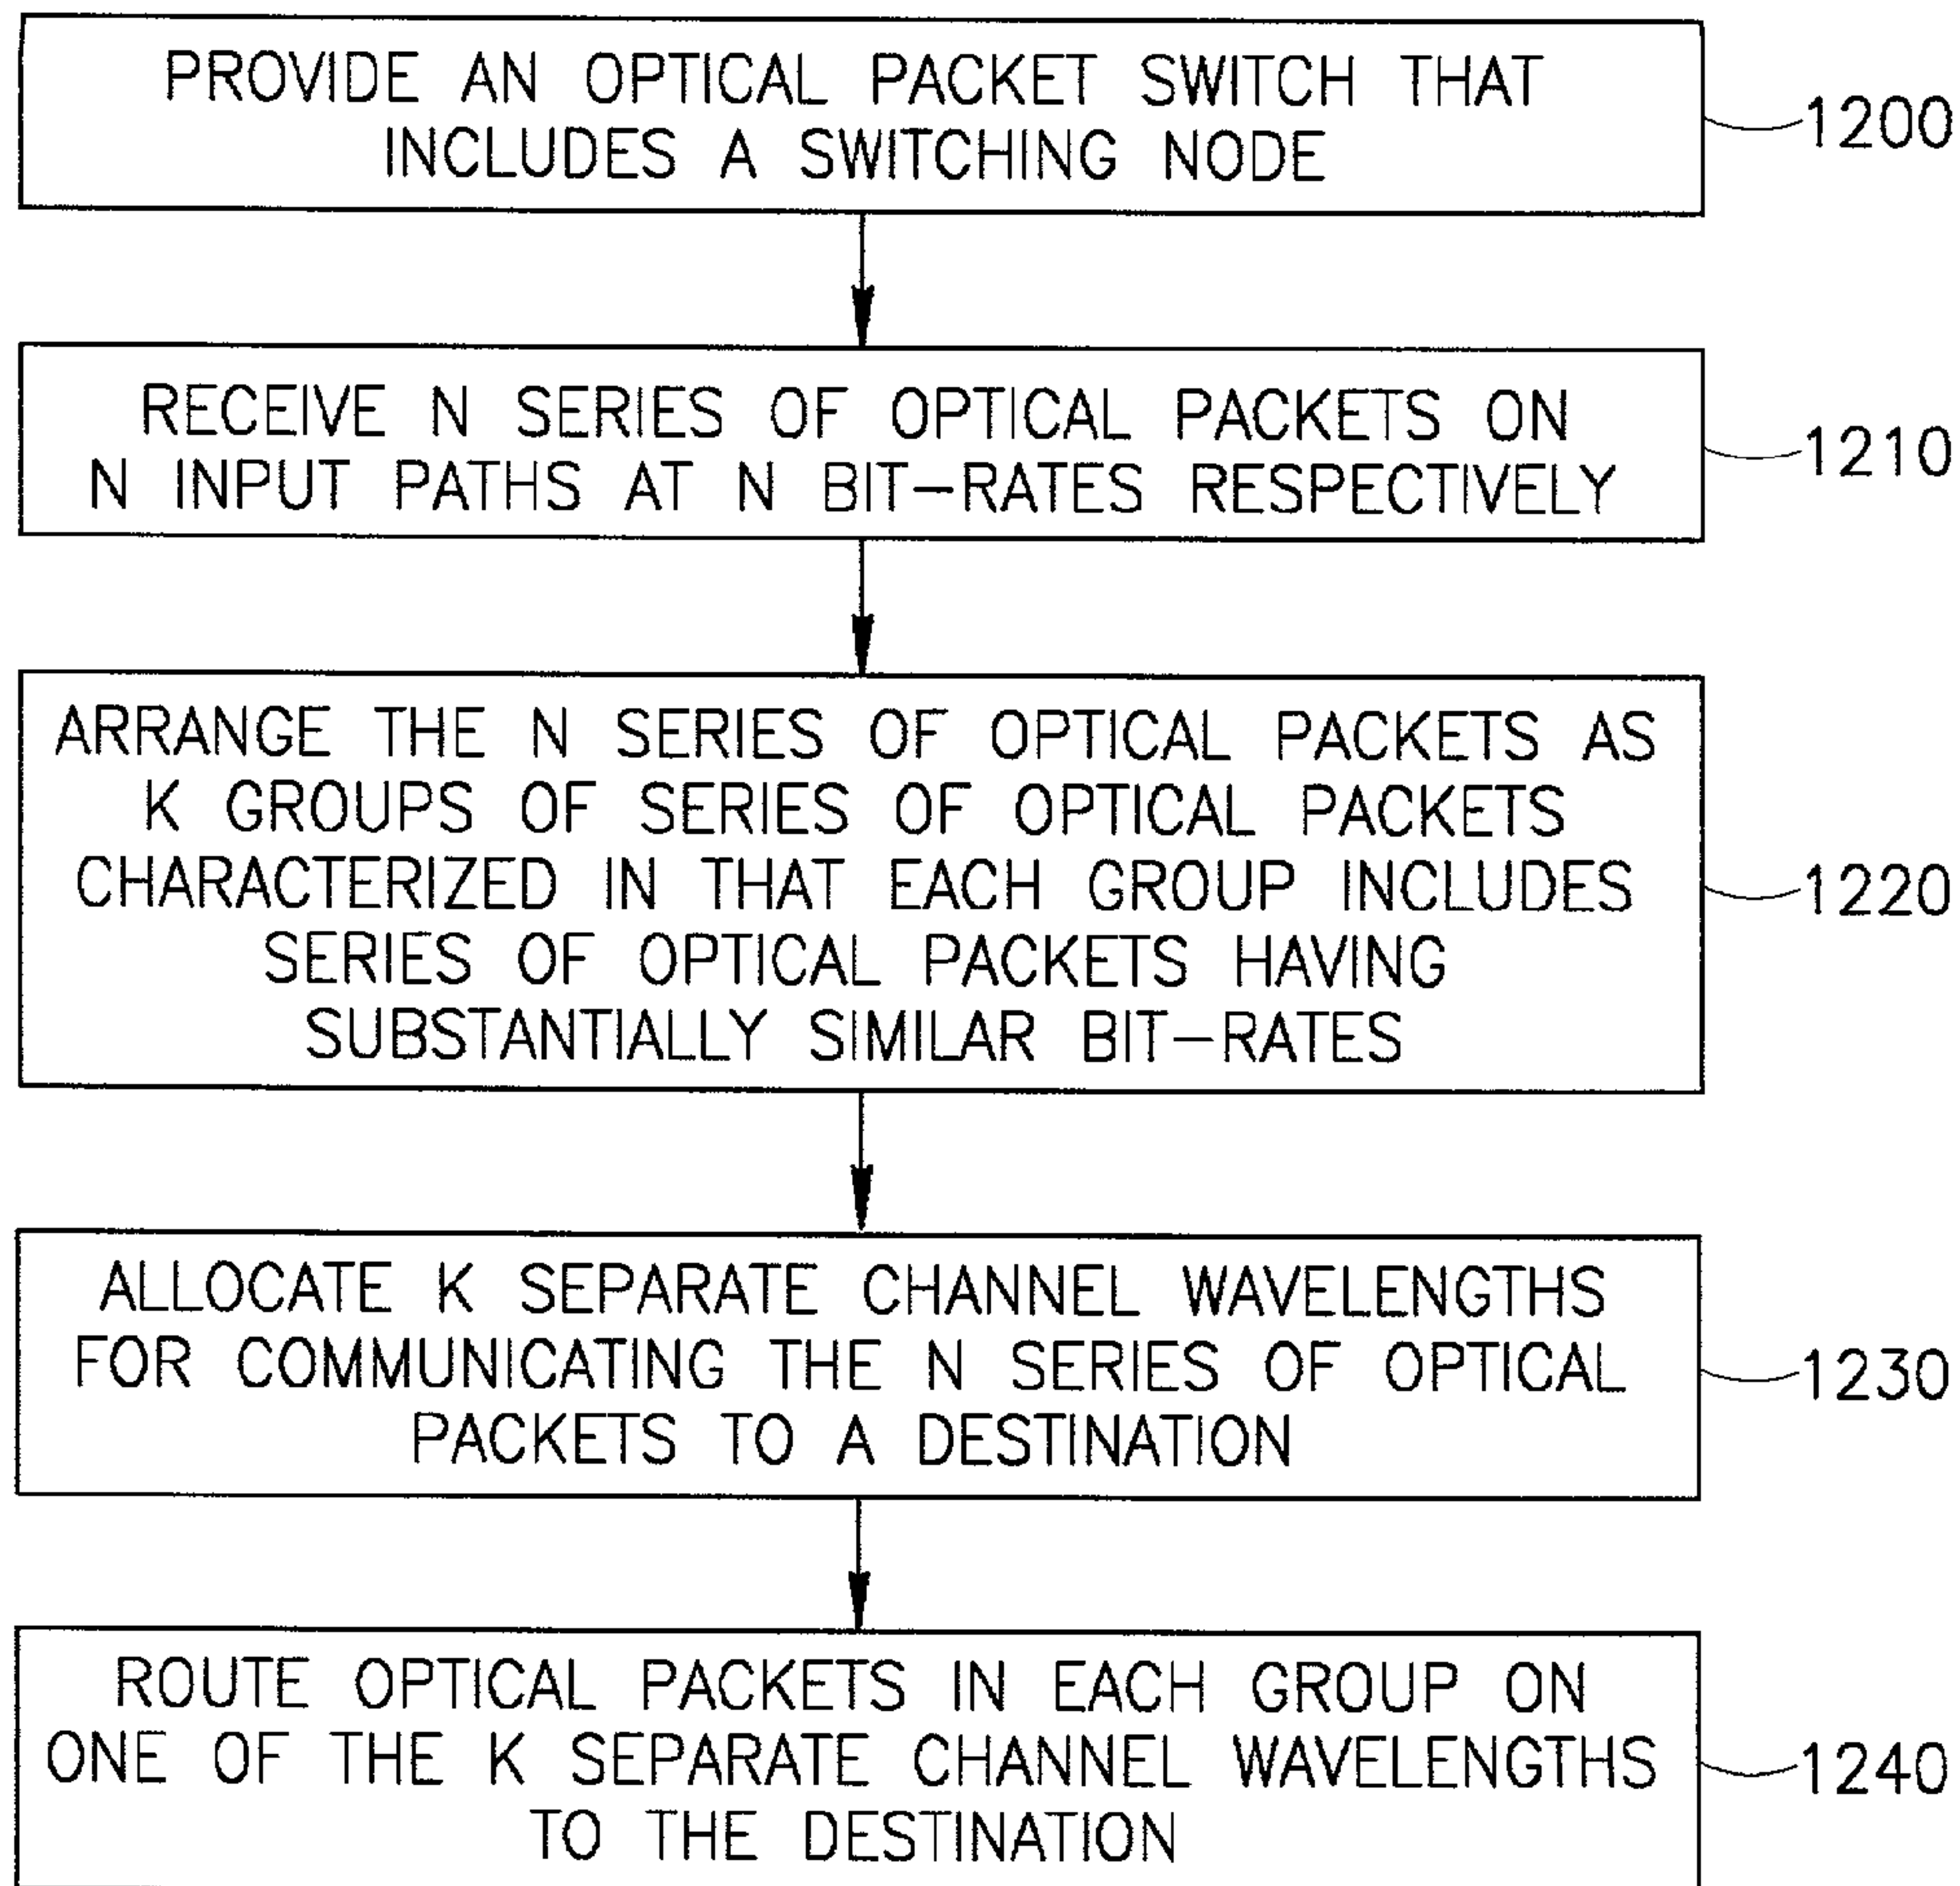 PROVIDE AN OPTICAL PACKET SWITCH THAT
INCLUDES A SWITCHING NODE
1200
RECEIVE N SERIES OF OPTICAL PACKETS ON
N INPUT PATHS AT N BIT-RATES RESPECTIVELY
1210
ARRANGE THE N SERIES OF OPTICAL PACKETS AS
K GROUPS OF SERIES OF OPTICAL PACKETS
CHARACTERIZED IN THAT EACH GROUP INCLUDES
SERIES OF OPTICAL PACKETS HAVING
SUBSTANTIALLY SIMILAR BIT-RATES
1220
ALLOCATE K SEPARATE CHANNEL WAVELENGTHS
FOR COMMUNICATING THE N SERIES OF OPTICAL
PACKETS TO A DESTINATION
1230
ROUTE OPTICAL PACKETS IN EACH GROUP ON
ONE OF THE K SEPARATE CHANNEL WAVELENGTHS
TO THE DESTINATION
1240